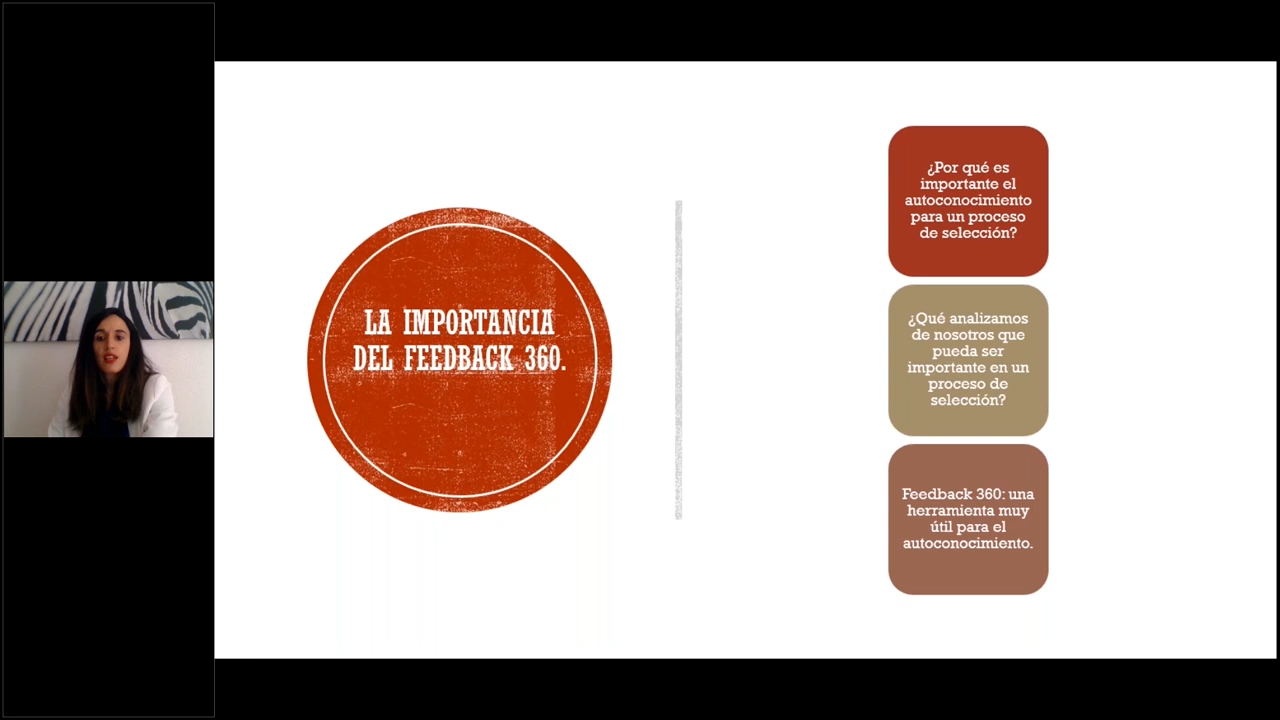 LA IMPORTANCIA
DEL FEEDBACK 360.
¿Por qué es
importante el
autoconocimiento
para un proceso
de selección?
¿Qué analizamos
de nosotros que
pueda ser
importante en un
proceso de
selección?
Feedback 360: una
herramienta muy
útil para el
autoconocimiento.